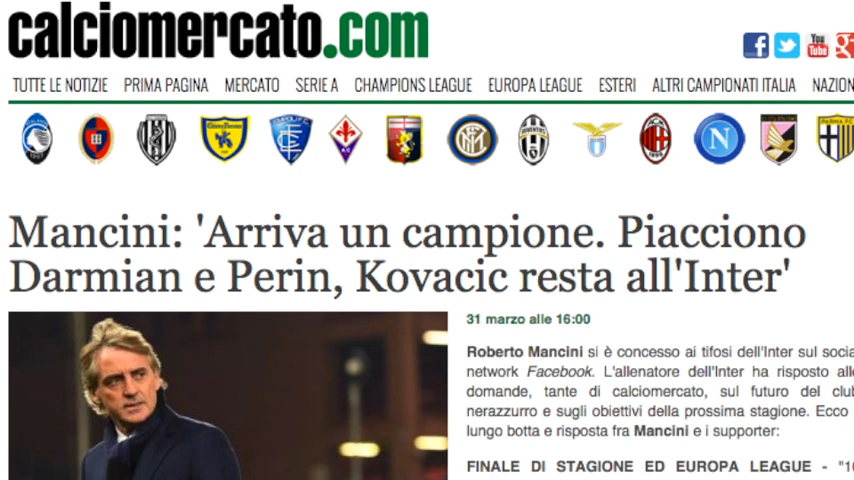 calciomercato.com
TUTTE LE NOTIZIE PRIMA PAGINA MERCATO SERIE A CHAMPIONS LEAGUE EUROPA LEAGUE ESTERI ALTRI CAMPIONATI ITALIA NAZION
Mancini: 'Arriva un campione. Piacciono
Darmian e Perin, Kovacic resta all'Inter'
31 marzo alle 16:00
Roberto Mancini si è concesso ai tifosi dell'Inter sul socia
network Facebook. L'allenatore dell'Inter ha risposto alle
domande, tante di calciomercato, sul futuro del club
nerazzurro e sugli obiettivi della prossima stagione. Ecco
lungo botta e risposta fra Mancini e i supporter:
FINALE DI STAGIONE ED EUROPA LEAGUE - "10